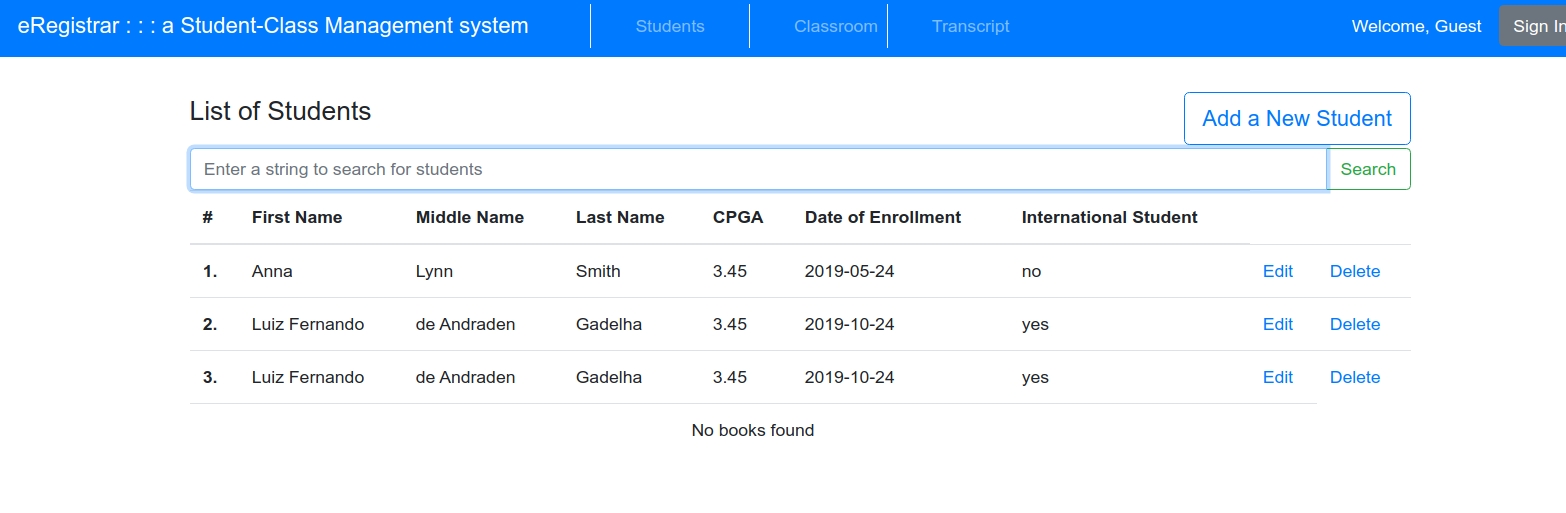 eRegistrar : : : a Student-Class Management system Students Classroom Transcript Welcome, Guest Sign In
List of Students Add a New Student
Enter a string to search for students Search
# First Name Middle Name Last Name CPGA Date of Enrollment International Student
1. Anna Lynn Smith 3.45 2019-05-24 no Edit Delete
2. Luiz Fernando de Andraden Gadelha 3.45 2019-10-24 yes Edit Delete
3. Luiz Fernando de Andraden Gadelha 3.45 2019-10-24 yes Edit Delete
No books found